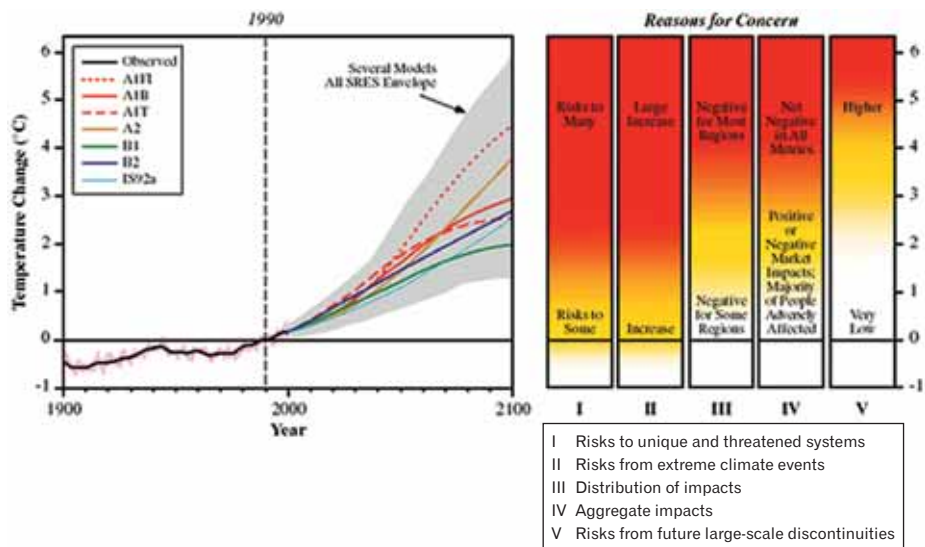 1990
Reasons for Concern
Temperature Change (°C)
6
5
4
3
2
1
0
-1
Observed
A1FI
A1B
A1T
A2
B1
B2
IS92a
Several Models
All SRES Envelope
1900
2000
2100
Year
Risks to
Many
Risks to
Some
Large
Increase
Increase
Negative
for Most
Regions
Negative
for Some
Regions
Net
Negative
in All
Metrics
Positive
or
Negative
Market
Impacts;
Majority
of People
Adversely
Affected
Higher
Very
Low
6
5
4
3
2
1
0
-1
I
II
III
IV
V
I Risks to unique and threatened systems
II Risks from extreme climate events
III Distribution of impacts
IV Aggregate impacts
V Risks from future large-scale discontinuities